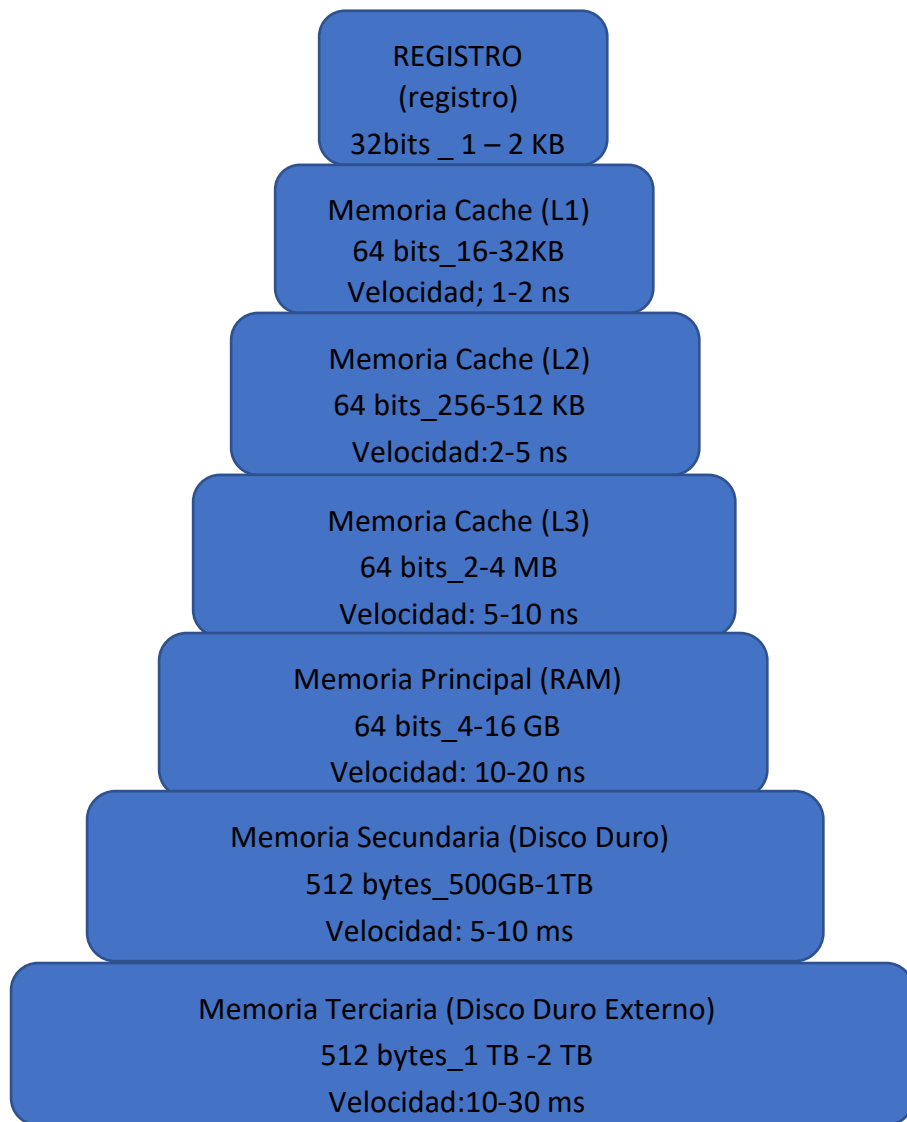 REGISTRO
(registro)
32bits _ 1 – 2 KB
Memoria Cache (L1)
64 bits_16-32KB
Velocidad; 1-2 ns
Memoria Cache (L2)
64 bits_256-512 KB
Velocidad:2-5 ns
Memoria Cache (L3)
64 bits_2-4 MB
Velocidad: 5-10 ns
Memoria Principal (RAM)
64 bits_4-16 GB
Velocidad: 10-20 ns
Memoria Secundaria (Disco Duro)
512 bytes_500GB-1TB
Velocidad: 5-10 ms
Memoria Terciaria (Disco Duro Externo)
512 bytes_1 TB -2 TB
Velocidad:10-30 ms